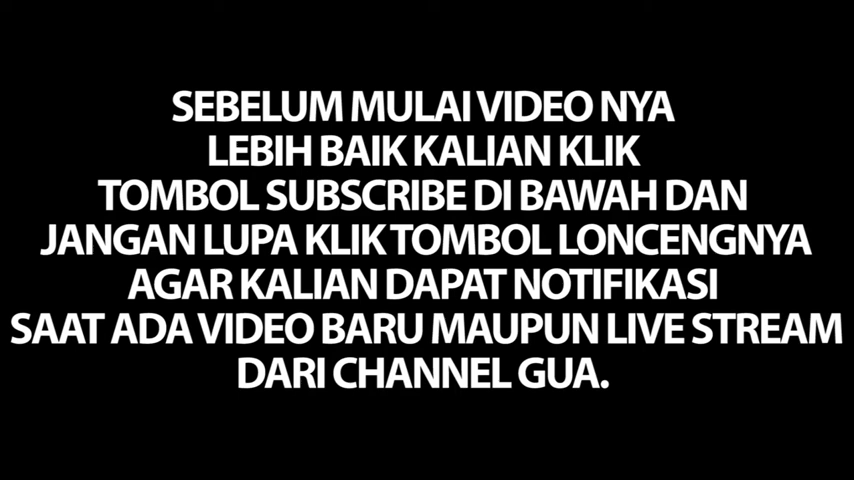 SEBELUM MULAI VIDEO NYA
LEBIH BAIK KALIAN KLIK
TOMBOL SUBSCRIBE DI BAWAH DAN
JANGAN LUPA KLIK TOMBOL LONCENGNYA
AGAR KALIAN DAPAT NOTIFIKASI
SAAT ADA VIDEO BARU MAUPUN LIVE STREAM
DARI CHANNEL GUA.